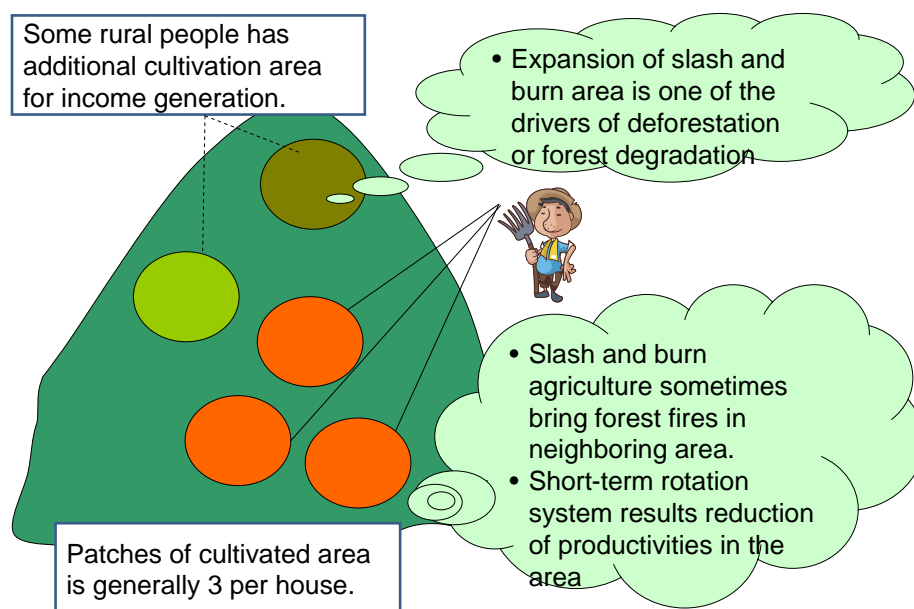 Some rural people has
additional cultivation area
for income generation.
• Expansion of slash and
burn area is one of the
drivers of deforestation
or forest degradation
• Slash and burn
agriculture sometimes
bring forest fires in
neighboring area.
• Short-term rotation
system results reduction
of productivities in the
area
Patches of cultivated area
is generally 3 per house.